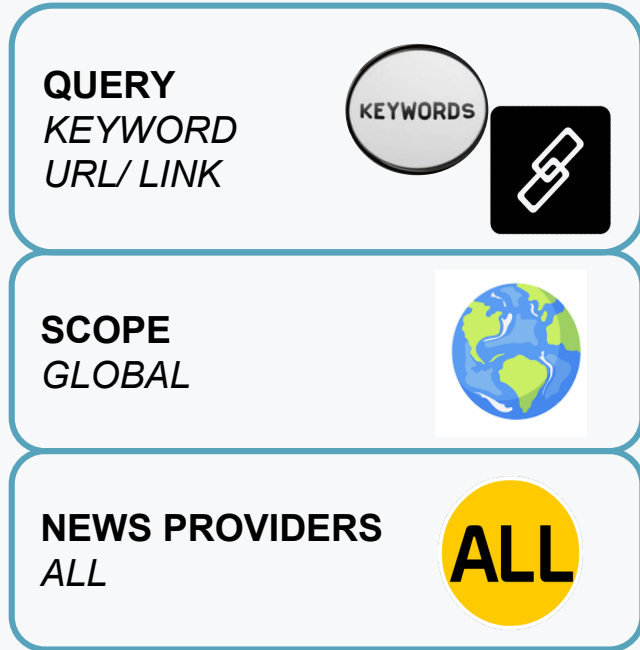 QUERY
KEYWORD
URL/ LINK
KEYWORDS
SCOPE
GLOBAL
NEWS PROVIDERS
ALL
ALL